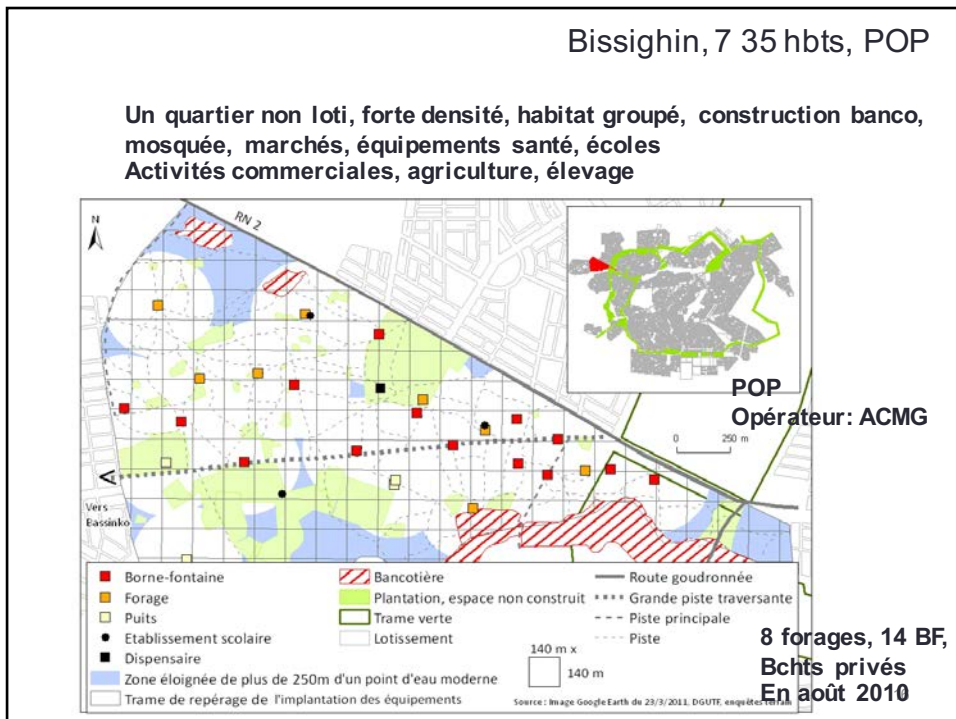 Bissighin, 7 35 hbts, POP
Un quartier non loti, forte densité, habitat groupé, construction banco,
mosquée, marchés, équipements santé, écoles
Activités commerciales, agriculture, élevage
N
RN 2
POP
Opérateur: ACMG
0 250 m
Vers
Bassinko
Borne-fontaine
Forage
Puits
Etablissement scolaire
Dispensaire
Zone éloignée de plus de 250m d'un point d'eau moderne
Trame de repérage de l'implantation des équipements
Bancotière
Plantation, espace non construit
Trame verte
Lotissement
140 m x
140 m
Route goudronnée
Grande piste traversante
Piste principale
Piste
Source : Image Google Earth du 23/3/2011, DGUTF, enquêtes terrain
8 forages, 14 BF,
Bchts privés
En août 2010